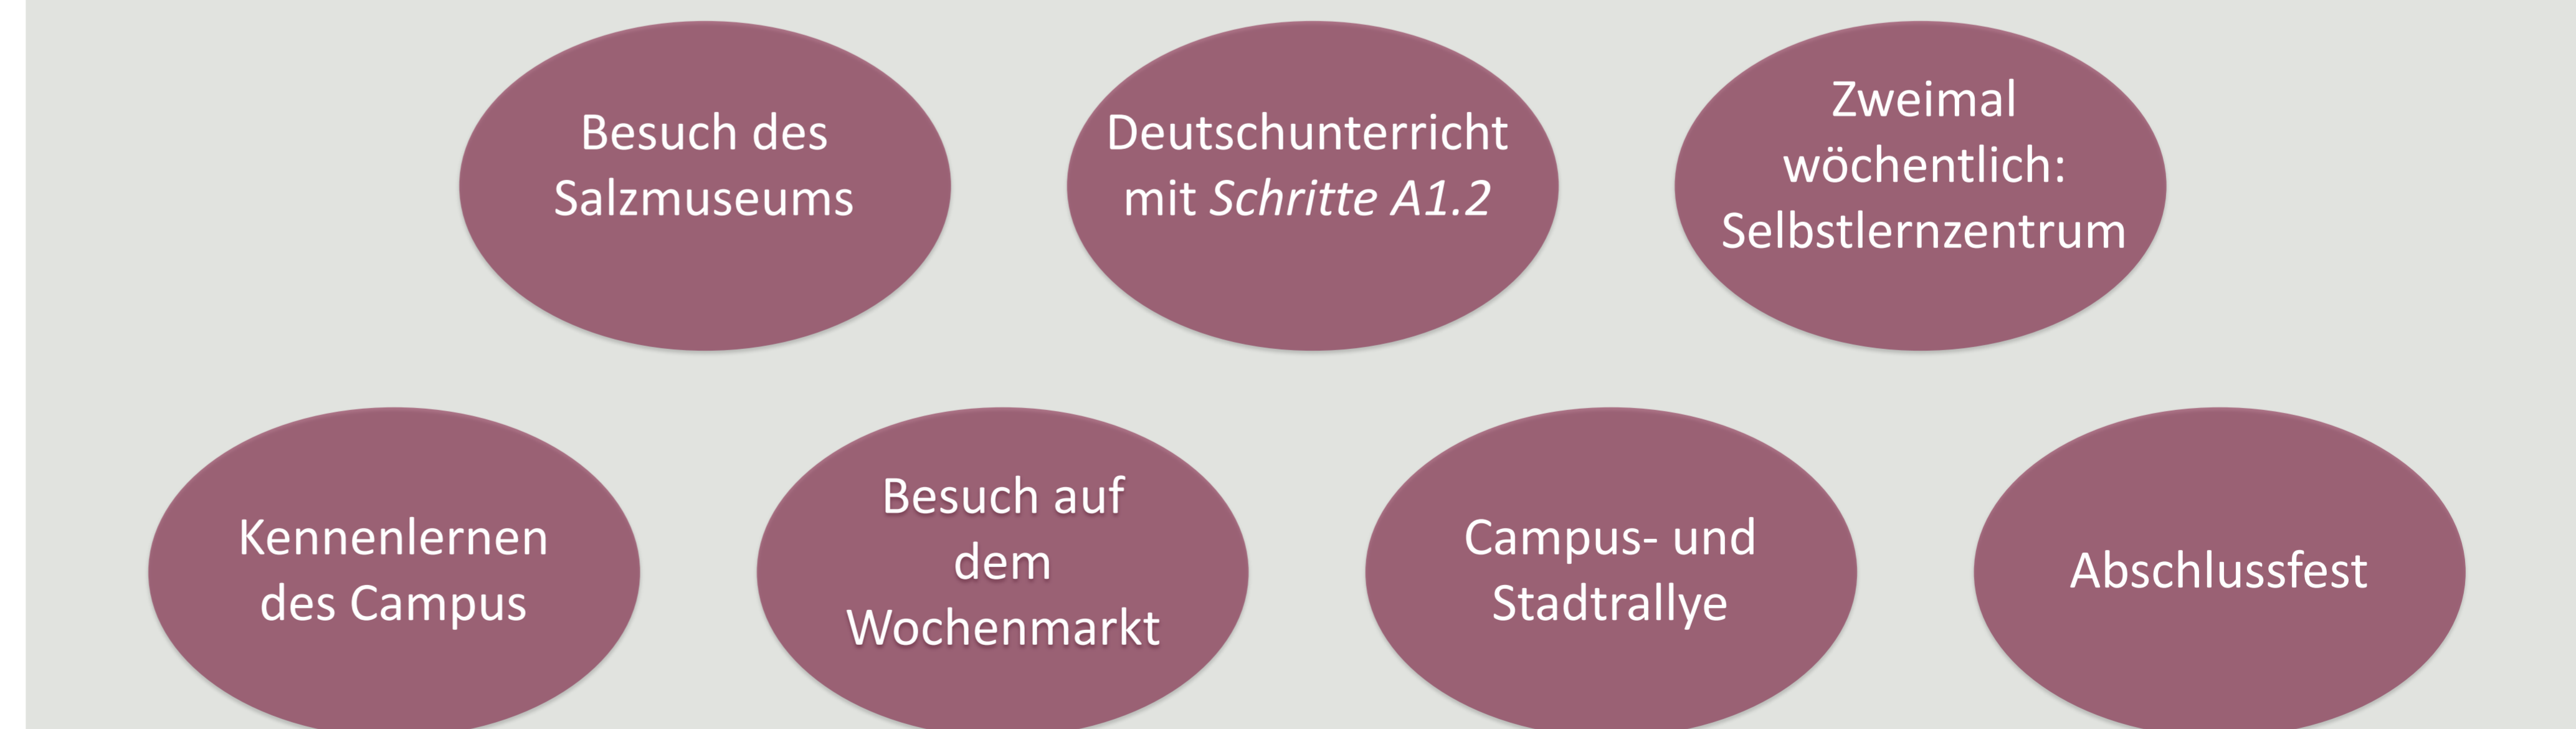 Besuch des
Salzmuseums
Deutschunterricht
mit Schritte A1.2
Zweimal
wöchentlich:
Selbstlernzentrum
Kennenlernen
des Campus
Besuch auf
dem
Wochenmarkt
Campus- und
Stadtrallye
Abschlussfest